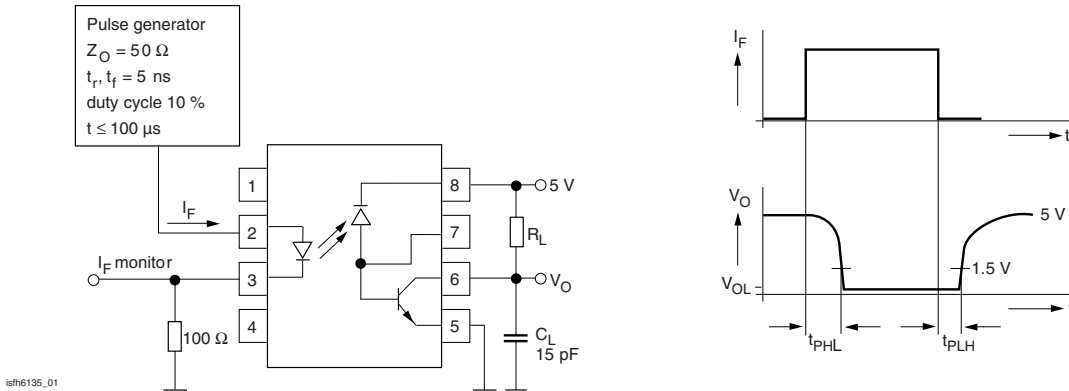 Pulse generator
Z_O = 50 Ω
t_r, t_f = 5 ns
duty cycle 10 %
t ≤ 100 µs
I_F
I_F monitor
100 Ω
1
2
3
4
8
7
6
5
5 V
R_L
V_O
C_L
15 pF
isfh6135_01
I_F
t
V_O
5 V
1.5 V
V_OL
t_PHL
t_PLH